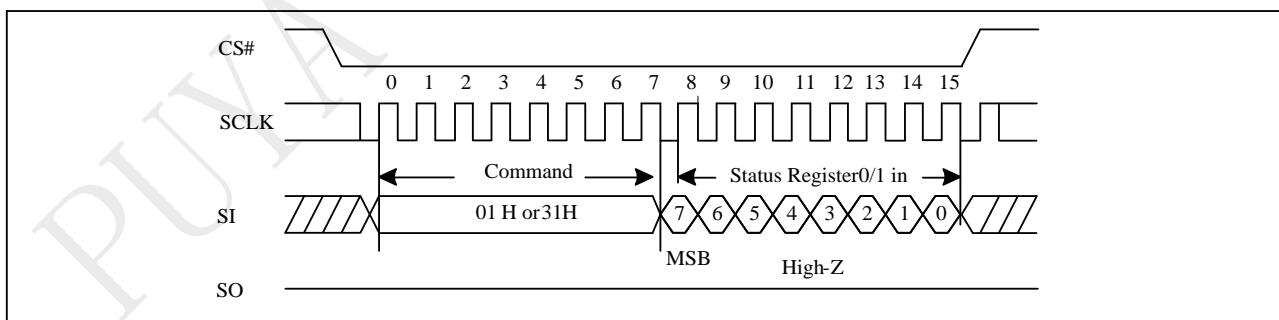 PUYA
CS#
0 1 2 3 4 5 6 7 8 9 10 11 12 13 14 15
SCLK
Command
Status Register0/1 in
SI
01 H or31H
7 6 5 4 3 2 1 0
MSB
High-Z
SO